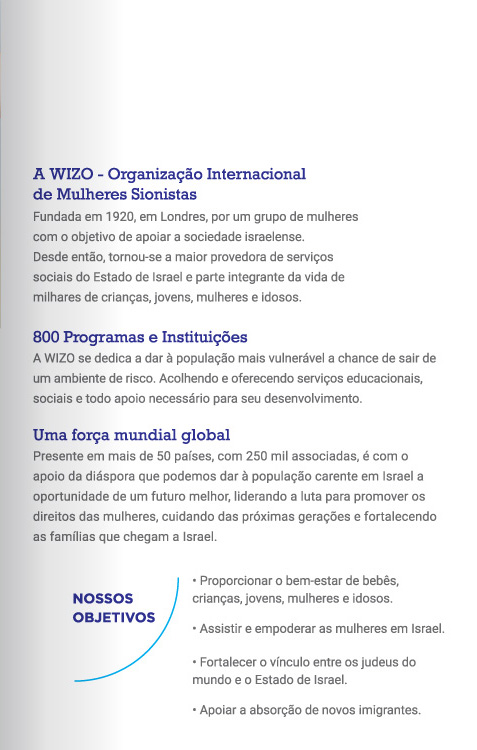 A WIZO - Organização Internacional
de Mulheres Sionistas
Fundada em 1920, em Londres, por um grupo de mulheres
com o objetivo de apoiar a sociedade israelense.
Desde então, tornou-se a maior provedora de serviços
sociais do Estado de Israel e parte integrante da vida de
milhares de crianças, jovens, mulheres e idosos.
800 Programas e Instituições
A WIZO se dedica a dar à população mais vulnerável a chance de sair de
um ambiente de risco. Acolhendo e oferecendo serviços educacionais,
sociais e todo apoio necessário para seu desenvolvimento.
Uma força mundial global
Presente em mais de 50 países, com 250 mil associadas, é com o
apoio da diáspora que podemos dar à população carente em Israel a
oportunidade de um futuro melhor, liderando a luta para promover os
direitos das mulheres, cuidando das próximas gerações e fortalecendo
as famílias que chegam a Israel.
NOSSOS
OBJETIVOS
• Proporcionar o bem-estar de bebês,
crianças, jovens, mulheres e idosos.
• Assistir e empoderar as mulheres em Israel.
• Fortalecer o vínculo entre os judeus do
mundo e o Estado de Israel.
• Apoiar a absorção de novos imigrantes.